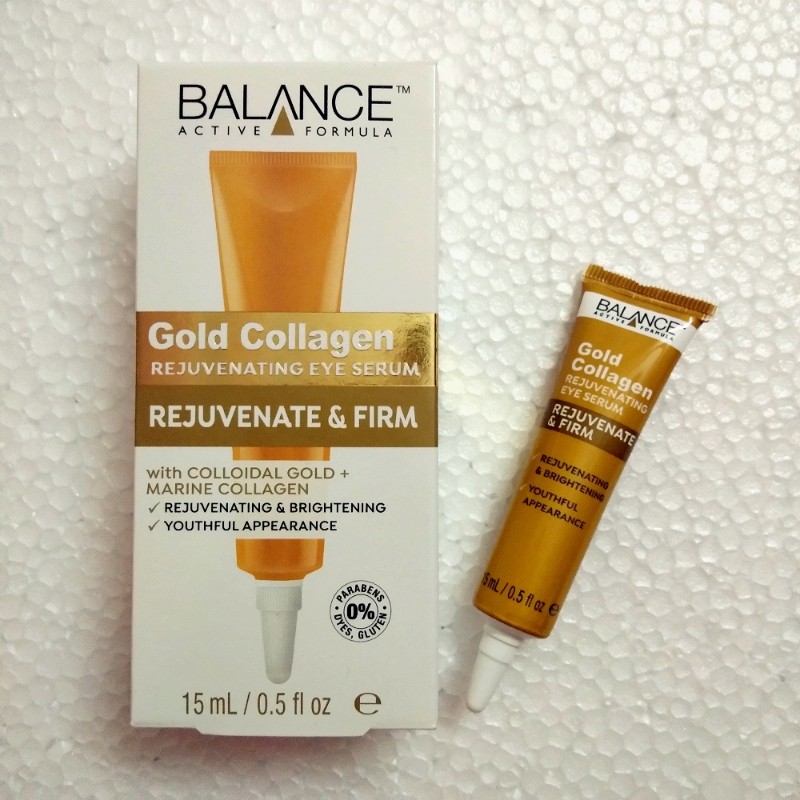 BALANCE™
ACTIVE FORMULA
Gold Collagen
REJUVENATING EYE SERUM
REJUVENATE & FIRM
with COLLOIDAL GOLD +
MARINE COLLAGEN
✓ REJUVENATING & BRIGHTENING
✓ YOUTHFUL APPEARANCE
PARABENS
0%
DYES, GLUTEN
15 mL / 0.5 fl oz ℮
BALANCE
ACTIVE FORMULA
Gold
Collagen
REJUVENATING
EYE SERUM
REJUVENATE
& FIRM
✓ REJUVENATING
& BRIGHTENING
✓ YOUTHFUL
APPEARANCE
15 mL / 0.5 fl oz ℮